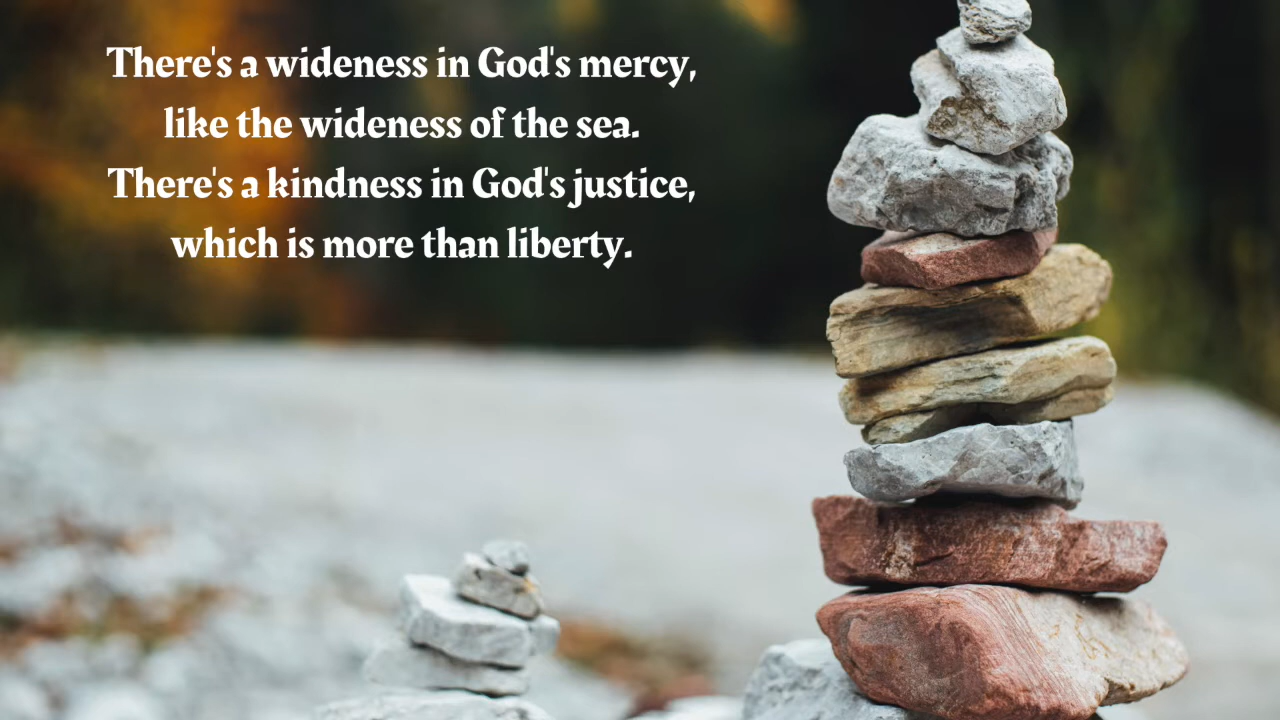 There's a wideness in God's mercy,
like the wideness of the sea.
There's a kindness in God's justice,
which is more than liberty.